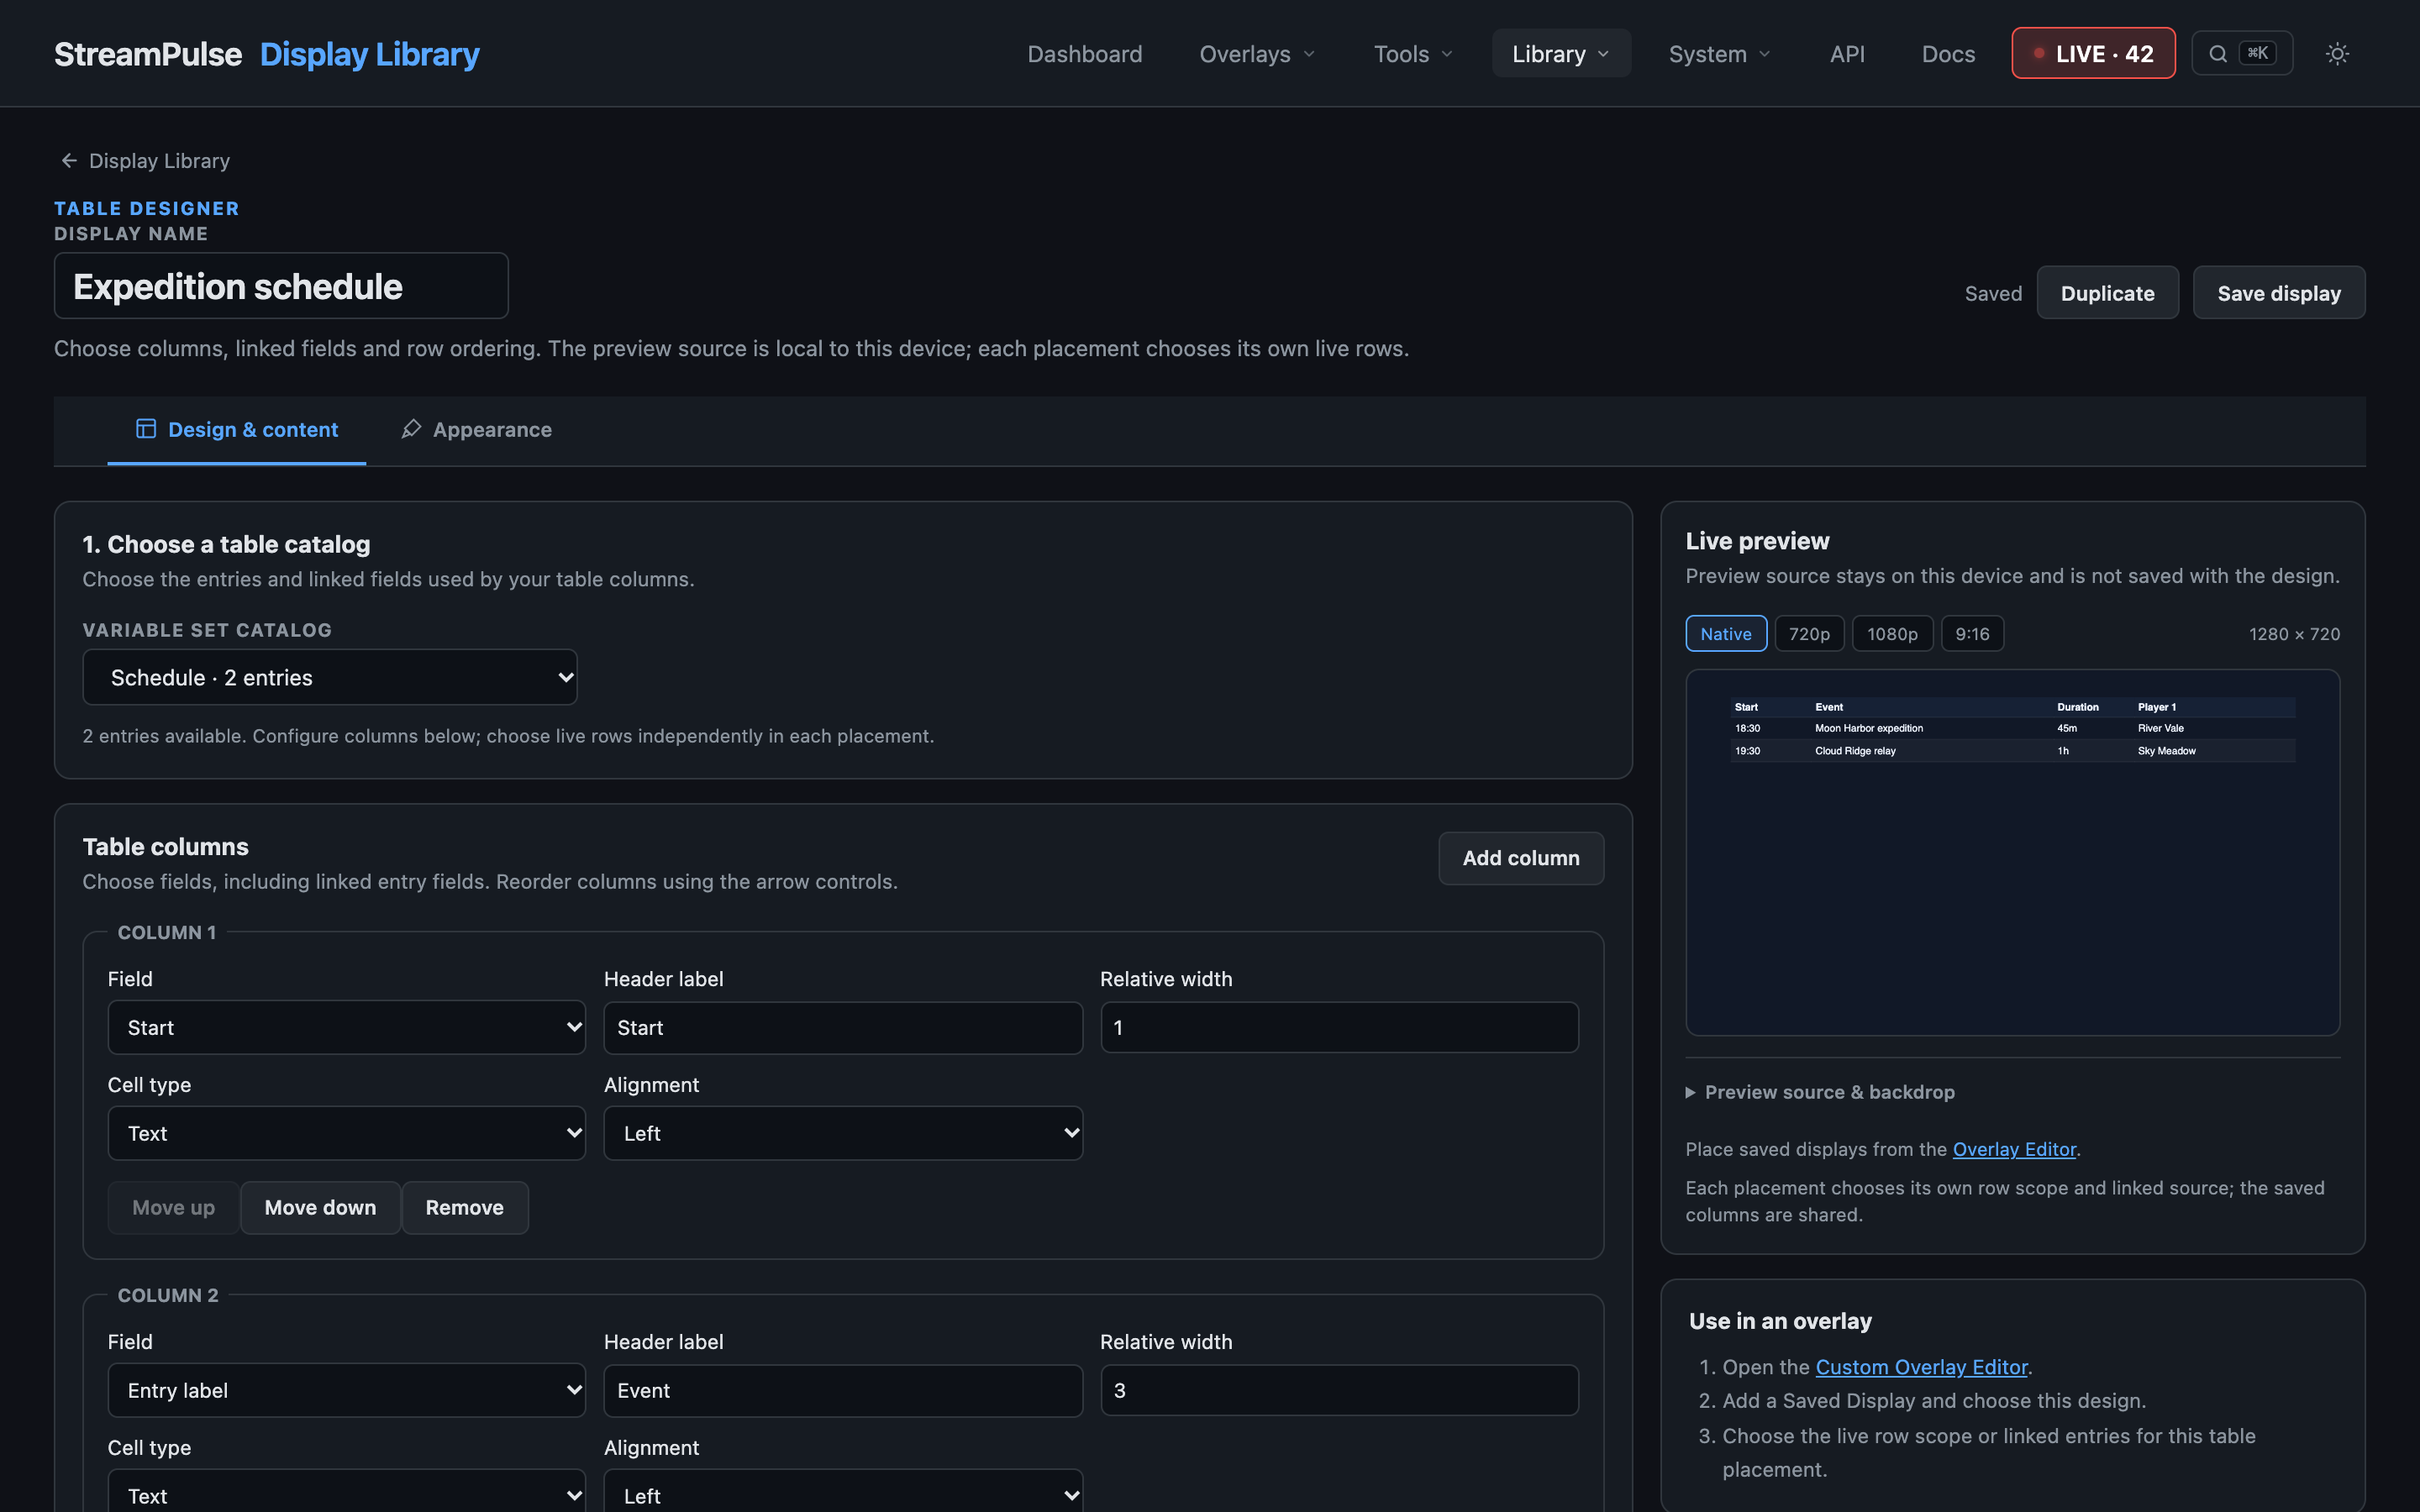 StreamPulse Display Library
Dashboard Overlays Tools Library System API Docs LIVE · 42 ⌘K
← Display Library
TABLE DESIGNER
DISPLAY NAME
Expedition schedule
Saved Duplicate Save display
Choose columns, linked fields and row ordering. The preview source is local to this device; each placement chooses its own live rows.
Design & content Appearance
1. Choose a table catalog
Choose the entries and linked fields used by your table columns.
VARIABLE SET CATALOG
Schedule · 2 entries
2 entries available. Configure columns below; choose live rows independently in each placement.
Table columns
Choose fields, including linked entry fields. Reorder columns using the arrow controls.
Add column
COLUMN 1
Field Header label Relative width
Start Start 1
Cell type Alignment
Text Left
Move up Move down Remove
COLUMN 2
Field Header label Relative width
Entry label Event 3
Cell type Alignment
Text Left
Live preview
Preview source stays on this device and is not saved with the design.
Native 720p 1080p 9:16 1280 × 720
Start Event Duration Player 1
18:30 Moon Harbor expedition 45m River Vale
19:30 Cloud Ridge relay 1h Sky Meadow
Preview source & backdrop
Place saved displays from the Overlay Editor.
Each placement chooses its own row scope and linked source; the saved
columns are shared.
Use in an overlay
1. Open the Custom Overlay Editor.
2. Add a Saved Display and choose this design.
3. Choose the live row scope or linked entries for this table
placement.